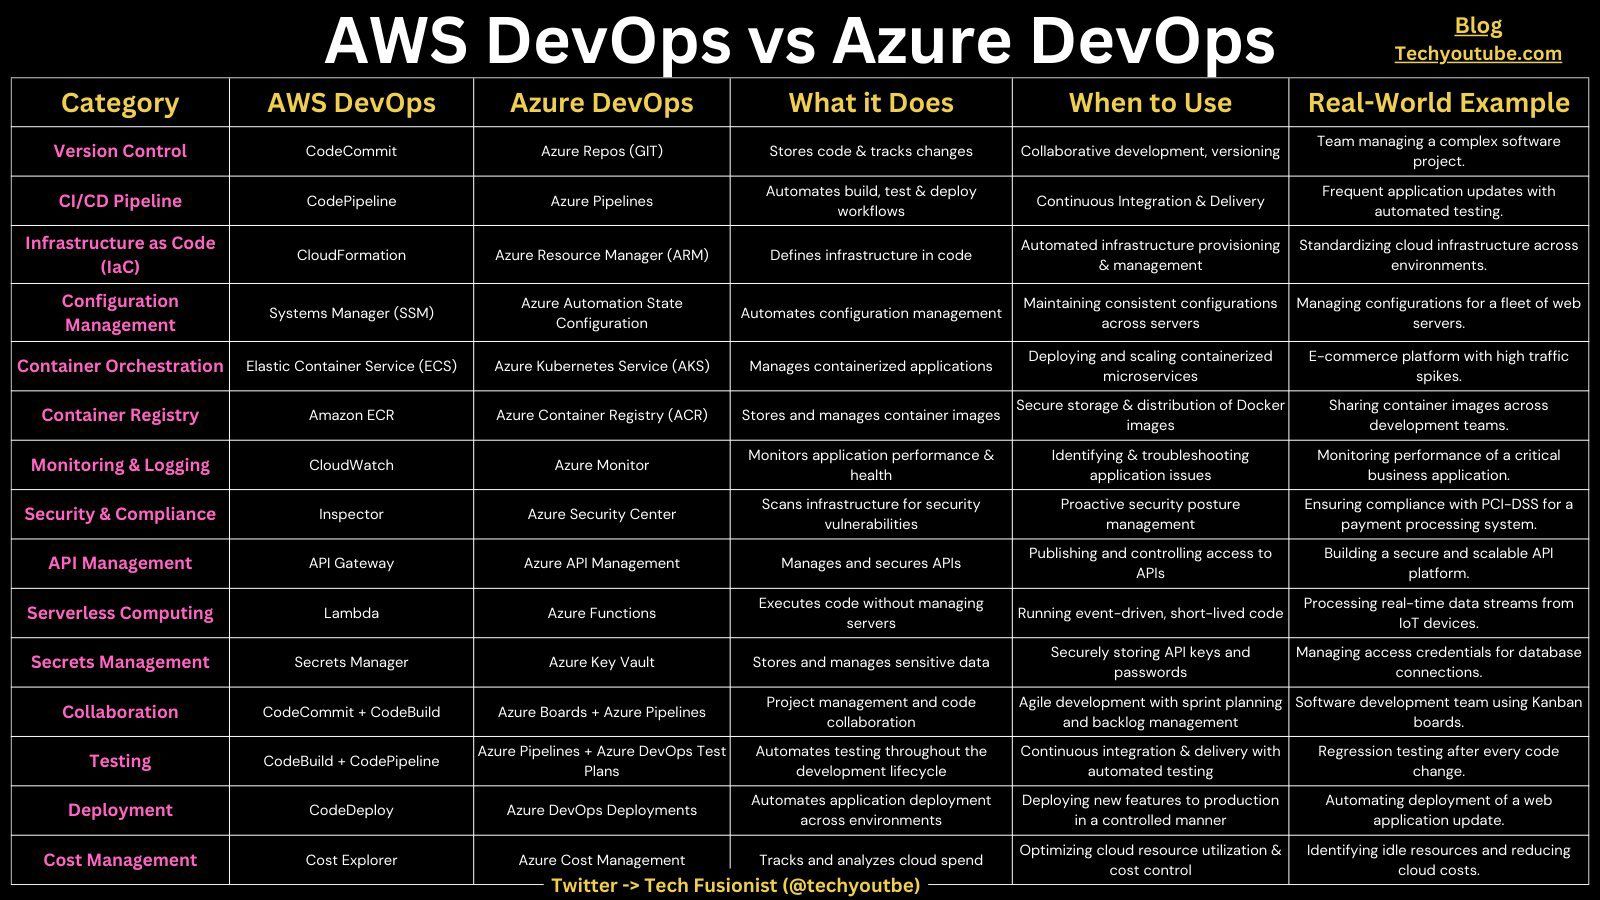 AWS DevOps vs Azure DevOps
Blog
Techyoutube.com
Category
AWS DevOps
Azure DevOps
What it Does
When to Use
Real-World Example
Version Control
CodeCommit
Azure Repos (GIT)
Stores code & tracks changes
Collaborative development, versioning
Team managing a complex software
project.
CI/CD Pipeline
CodePipeline
Azure Pipelines
Automates build, test & deploy
workflows
Continuous Integration & Delivery
Frequent application updates with
automated testing.
Infrastructure as Code
(IaC)
CloudFormation
Azure Resource Manager (ARM)
Defines infrastructure in code
Automated infrastructure provisioning
& management
Standardizing cloud infrastructure across
environments.
Configuration
Management
Systems Manager (SSM)
Azure Automation State
Configuration
Automates configuration management
Maintaining consistent configurations
across servers
Managing configurations for a fleet of web
servers.
Container Orchestration
Elastic Container Service (ECS)
Azure Kubernetes Service (AKS)
Manages containerized applications
Deploying and scaling containerized
microservices
E-commerce platform with high traffic
spikes.
Container Registry
Amazon ECR
Azure Container Registry (ACR)
Stores and manages container images
Secure storage & distribution of Docker
images
Sharing container images across
development teams.
Monitoring & Logging
CloudWatch
Azure Monitor
Monitors application performance &
health
Identifying & troubleshooting
application issues
Monitoring performance of a critical
business application.
Security & Compliance
Inspector
Azure Security Center
Scans infrastructure for security
vulnerabilities
Proactive security posture
management
Ensuring compliance with PCI-DSS for a
payment processing system.
API Management
API Gateway
Azure API Management
Manages and secures APIs
Publishing and controlling access to
APIs
Building a secure and scalable API
platform.
Serverless Computing
Lambda
Azure Functions
Executes code without managing
servers
Running event-driven, short-lived code
Processing real-time data streams from
IoT devices.
Secrets Management
Secrets Manager
Azure Key Vault
Stores and manages sensitive data
Securely storing API keys and
passwords
Managing access credentials for database
connections.
Collaboration
CodeCommit + CodeBuild
Azure Boards + Azure Pipelines
Project management and code
collaboration
Agile development with sprint planning
and backlog management
Software development team using Kanban
boards.
Testing
CodeBuild + CodePipeline
Azure Pipelines + Azure DevOps Test
Plans
Automates testing throughout the
development lifecycle
Continuous integration & delivery with
automated testing
Regression testing after every code
change.
Deployment
CodeDeploy
Azure DevOps Deployments
Automates application deployment
across environments
Deploying new features to production
in a controlled manner
Automating deployment of a web
application update.
Cost Management
Cost Explorer
Azure Cost Management
Tracks and analyzes cloud spend
Optimizing cloud resource utilization &
cost control
Identifying idle resources and reducing
cloud costs.
Twitter -> Tech Fusionist (@techyoutbe)